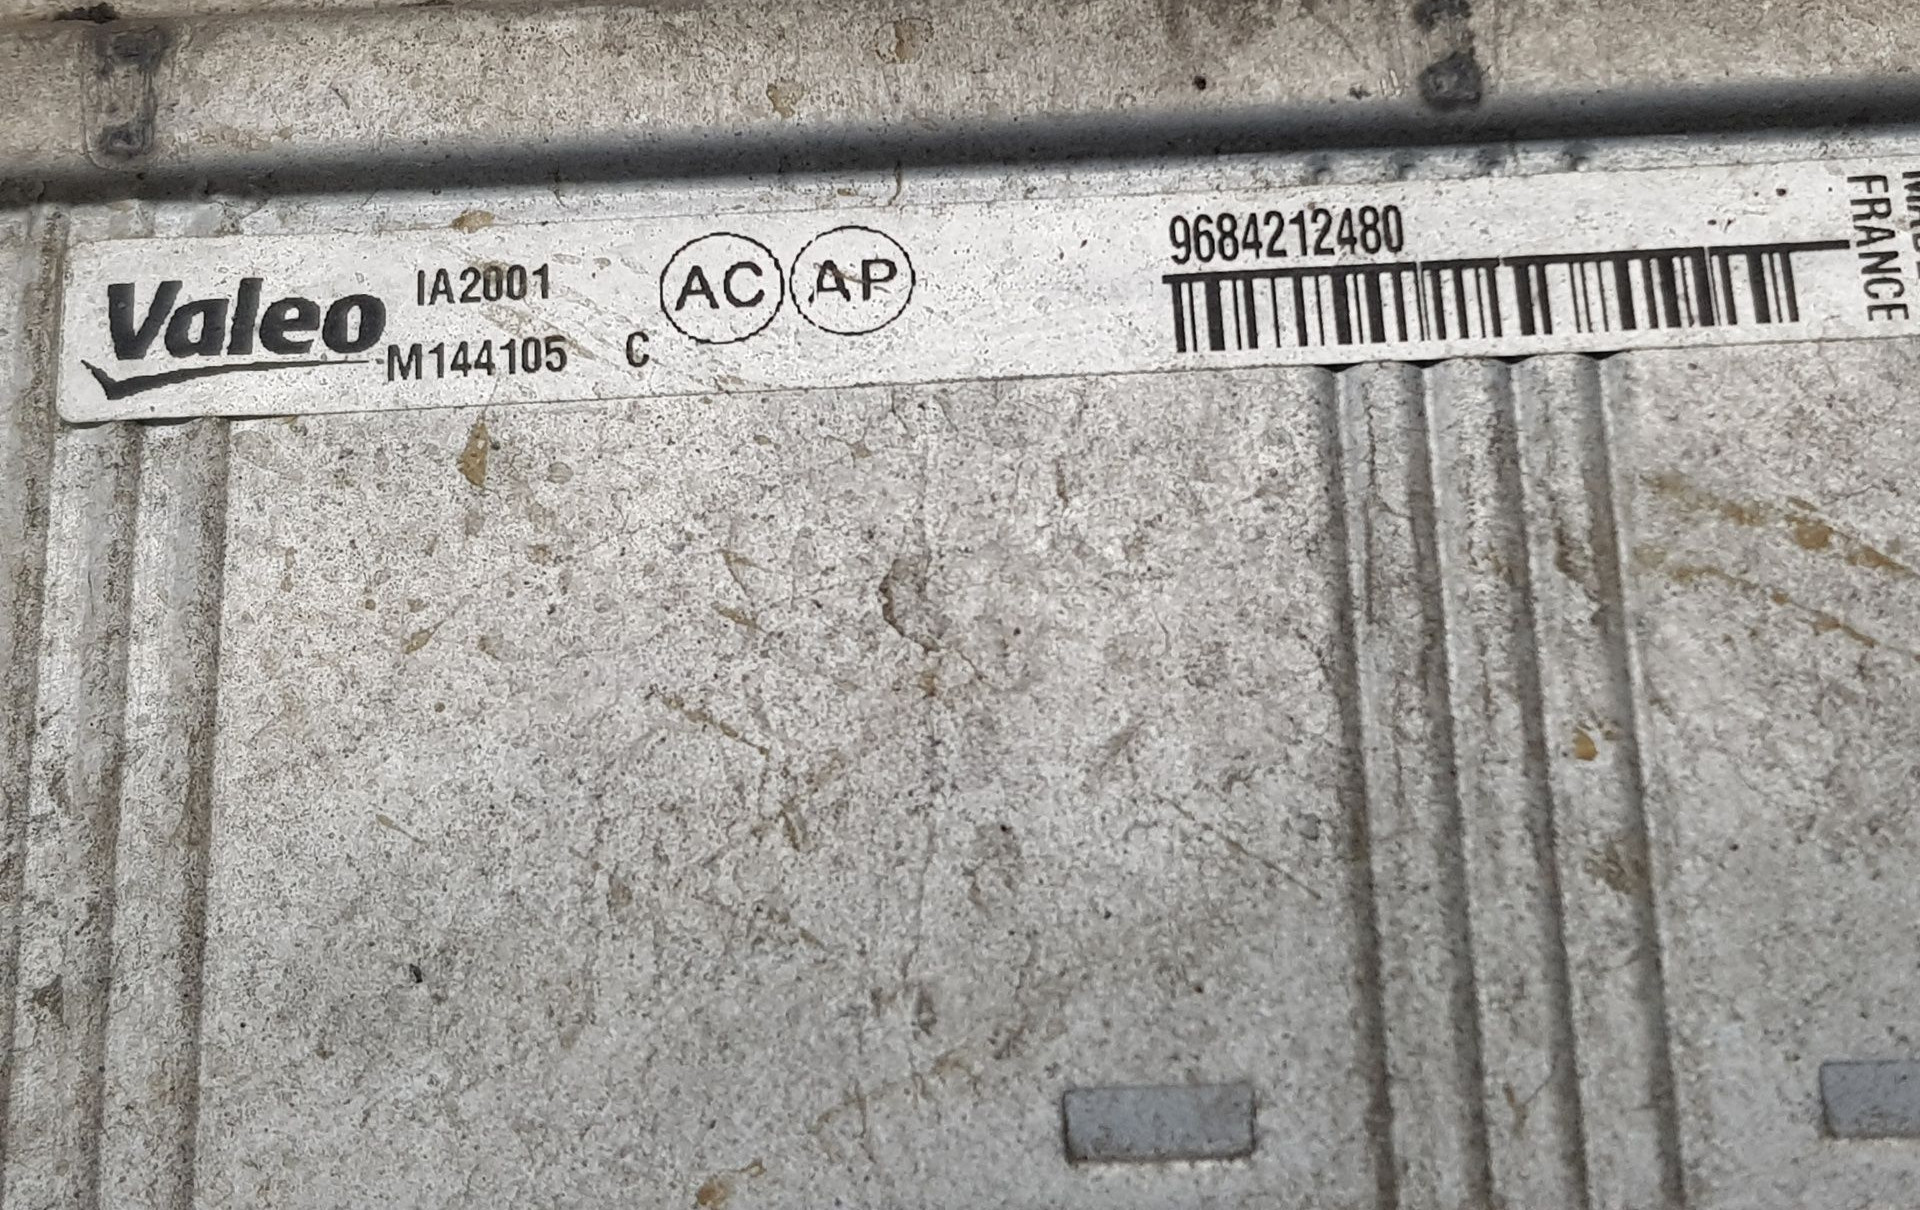 Valeo
IA2001
M144105 C
AC AP
9684212480
FRANCE